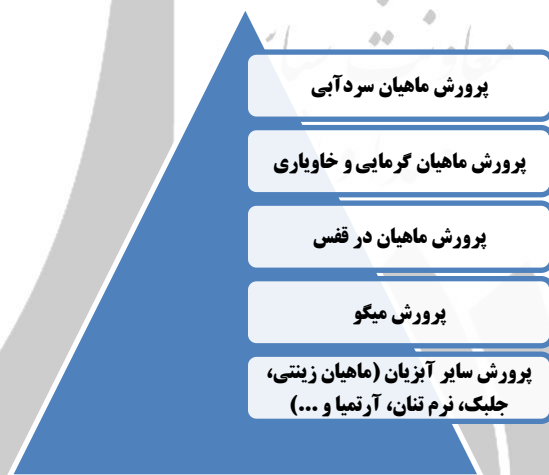 معاونت
پرورش ماهیان سردآبی
پرورش ماهیان گرمایی و خاویاری
پرورش ماهیان در قفس
پرورش میگو
پرورش سایر آبزیان (ماهیان زینتی،
جلبک، نرم تنان، آرتمیا و ...)